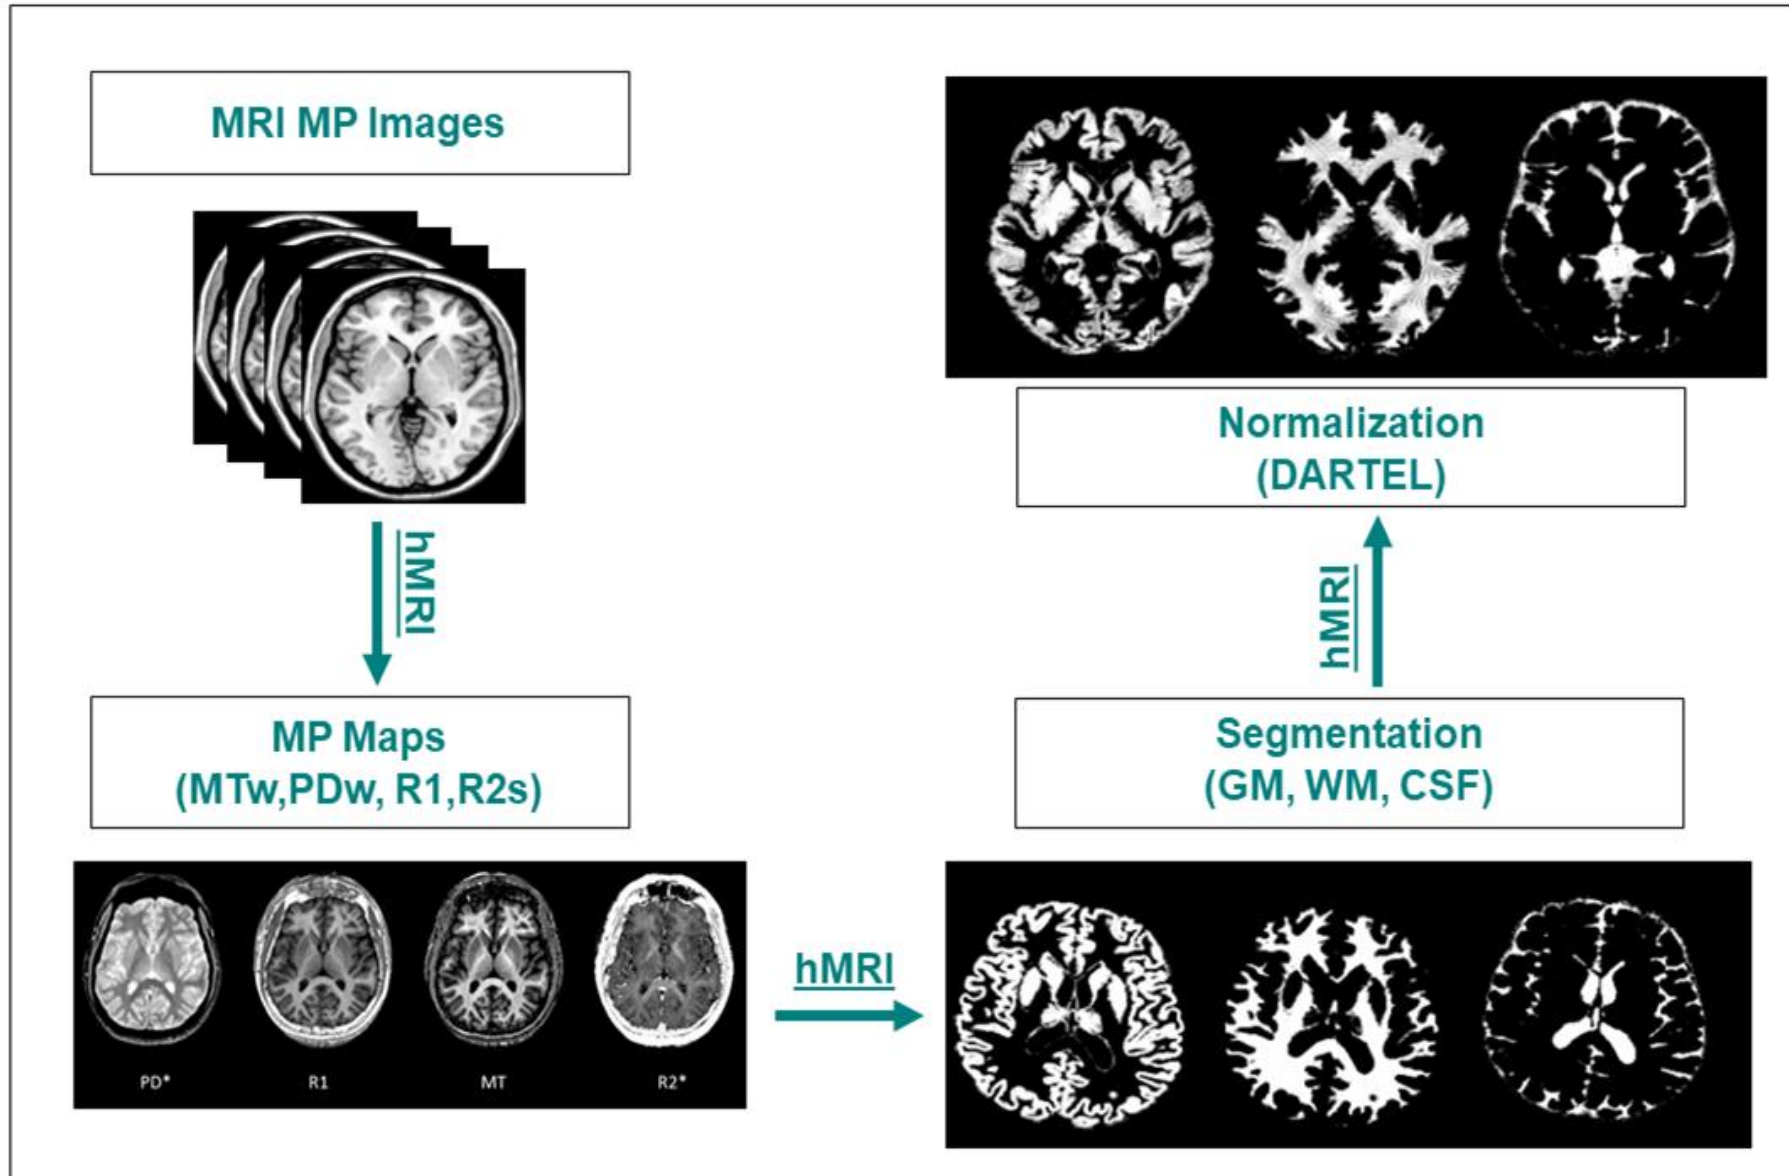 MRI MP Images
hMRI
MP Maps
(MTw,PDw, R1,R2s)
PD*
R1
MT
R2*
hMRI
Segmentation
(GM, WM, CSF)
hMRI
Normalization
(DARTEL)